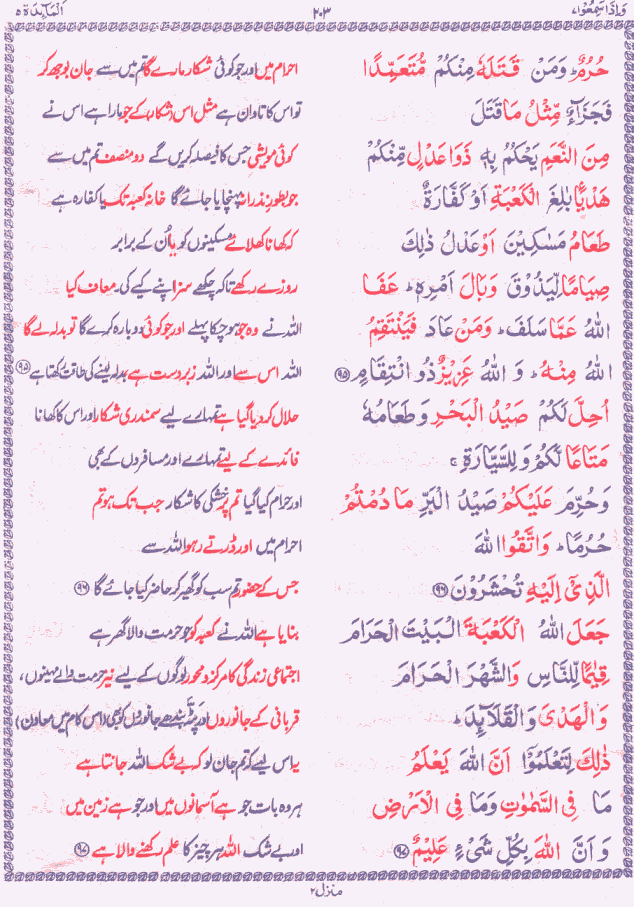 وَاِذَا سَمِعُوْا ٧
٢٠٣
اَلْمَآئِدَة ٥
حُرُمٌ ؕ وَمَنْ قَتَلَهٗ مِنْكُمْ مُّتَعَمِّدًا
احرام میں اور جو کوئی شکار مارے گا تم میں سے جان بوجھ کر
فَجَزَآءٌ مِّثْلُ مَا قَتَلَ
تو اس کا تاوان ہے مثل اس (شکار) کے جو مارا ہے اس نے
مِنَ النَّعَمِ يَحْكُمُ بِهٖ ذَوَا عَدْلٍ مِّنْكُمْ
کوئی مویشی جس کا فیصلہ کریں گے دو منصف تم میں سے
هَدْيًۢا بٰلِغَ الْكَعْبَةِ اَوْ كَفَّارَةٌ
جو بطور نذرانہ پہنچایا جائے گا خانہ کعبہ تک یا کفارہ ہے
طَعَامُ مَسٰكِيْنَ اَوْ عَدْلُ ذٰلِكَ
کہ کھانا کھلائے مسکینوں کو یا اُن کے برابر
صِيَامًا لِّيَذُوْقَ وَبَالَ اَمْرِهٖ ؕ عَفَا
روزے رکھے تاکہ چکھے سزا اپنے کیے کی۔ معاف کیا
اللّٰهُ عَمَّا سَلَفَ ؕ وَمَنْ عَادَ فَيَنْتَقِمُ
اللہ نے وہ جو ہوچکا پہلے اور جو کوئی دوبارہ کرے گا تو بدلہ لے گا
اللّٰهُ مِنْهُ ؕ وَ اللّٰهُ عَزِيْزٌ ذُو انْتِقَامٍ ﴿٩٥﴾
اللہ اس سے اور اللہ زبردست ہے بدلہ لینے کی طاقت رکھتا ہے ﴿٩٥﴾
اُحِلَّ لَكُمْ صَيْدُ الْبَحْرِ وَطَعَامُهٗ
حلال کر دیا گیا ہے تمہارے لیے سمندری شکار اور اس کا کھانا
مَتَاعًا لَّكُمْ وَلِلسَّيَّارَةِ ۚ
فائدے کے لیے تمہارے اور مسافروں کے بھی
وَحُرِّمَ عَلَيْكُمْ صَيْدُ الْبَرِّ مَا دُمْتُمْ
اور حرام کیا گیا تم پر خشکی کا شکار جب تک ہو تم
حُرُمًا ؕ وَاتَّقُوا اللّٰهَ
احرام میں اور ڈرتے رہو اللہ سے
الَّذِيْٓ اِلَيْهِ تُحْشَرُوْنَ ﴿٩٦﴾
جس کے حضور تم سب کو گھیر کر حاضر کیا جائے گا ﴿٩٦﴾
جَعَلَ اللّٰهُ الْكَعْبَةَ الْبَيْتَ الْحَرَامَ
بنایا ہے اللہ نے کعبہ کو جو حرمت والا گھر ہے
قِيٰمًا لِّلنَّاسِ وَالشَّهْرَ الْحَرَامَ
اجتماعی زندگی کا مرکز و محور لوگوں کے لیے نیز حرمت والے مہینوں،
وَالْهَدْىَ وَالْقَلَآئِدَ ؕ
قربانی کے جانوروں اور پٹے بندھے جانوروں کو بھی (اس کام میں معاون)
ذٰلِكَ لِتَعْلَمُوْٓا اَنَّ اللّٰهَ يَعْلَمُ
یہ اس لیے کہ تم جان لو کہ بے شک اللہ جانتا ہے
مَا فِى السَّمٰوٰتِ وَمَا فِى الْاَرْضِ
ہر وہ بات جو ہے آسمانوں میں اور جو ہے زمین میں
وَاَنَّ اللّٰهَ بِكُلِّ شَىْءٍ عَلِيْمٌ ﴿٩٧﴾
اور بے شک اللہ ہر چیز کا علم رکھنے والا ہے ﴿٩٧﴾
منزل ٢